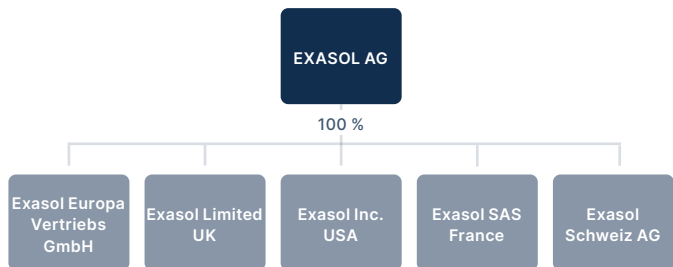 EXASOL AG
100 %
Exasol Europa
Vertriebs
GmbH
Exasol Limited
UK
Exasol Inc.
USA
Exasol SAS
France
Exasol
Schweiz AG